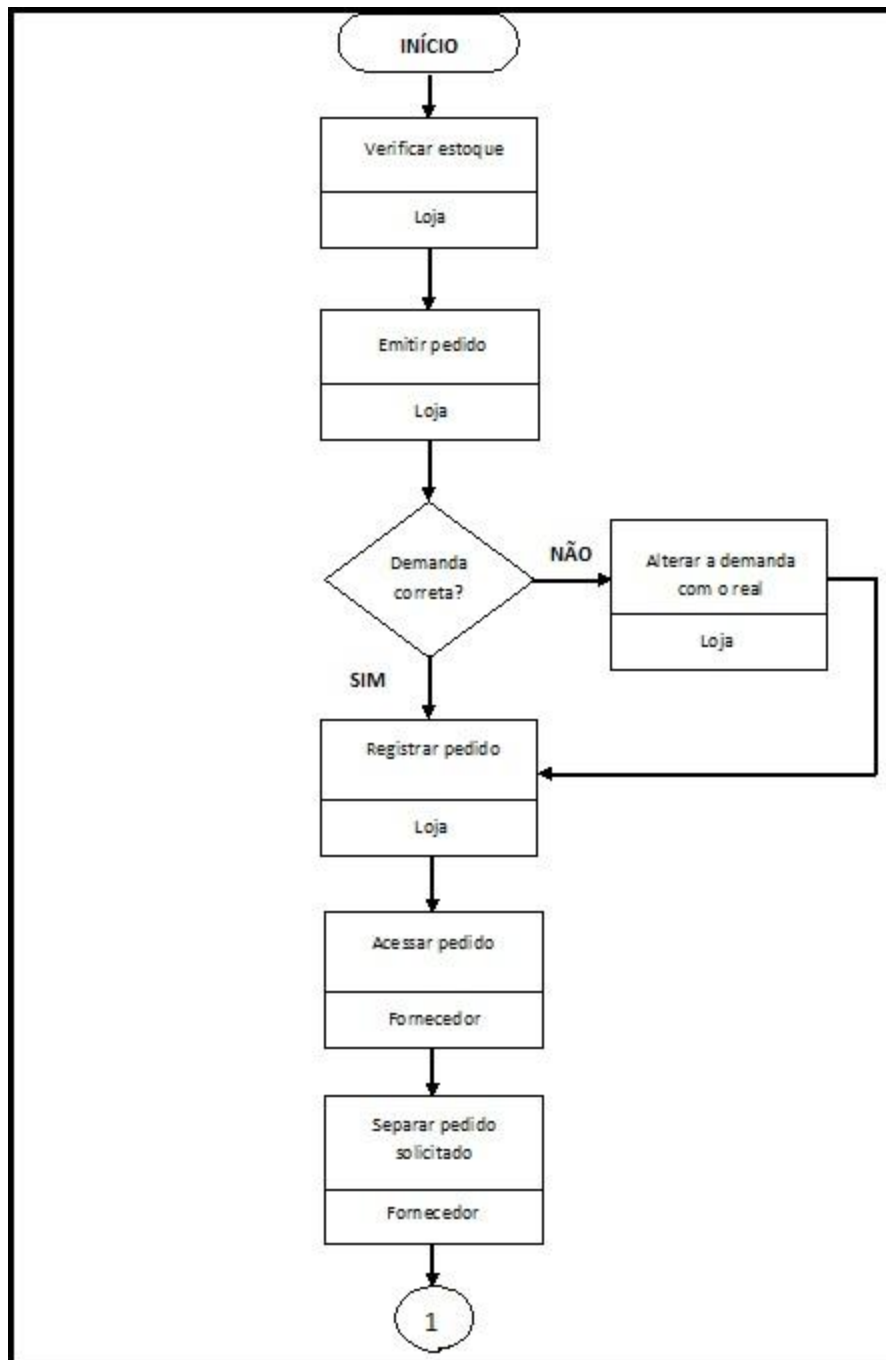 INÍCIO
Verificar estoque
Loja
Emitir pedido
Loja
Demanda
correta?
NÃO
Alterar a demanda
com o real
Loja
SIM
Registrar pedido
Loja
Acessar pedido
Fornecedor
Separar pedido
solicitado
Fornecedor
1